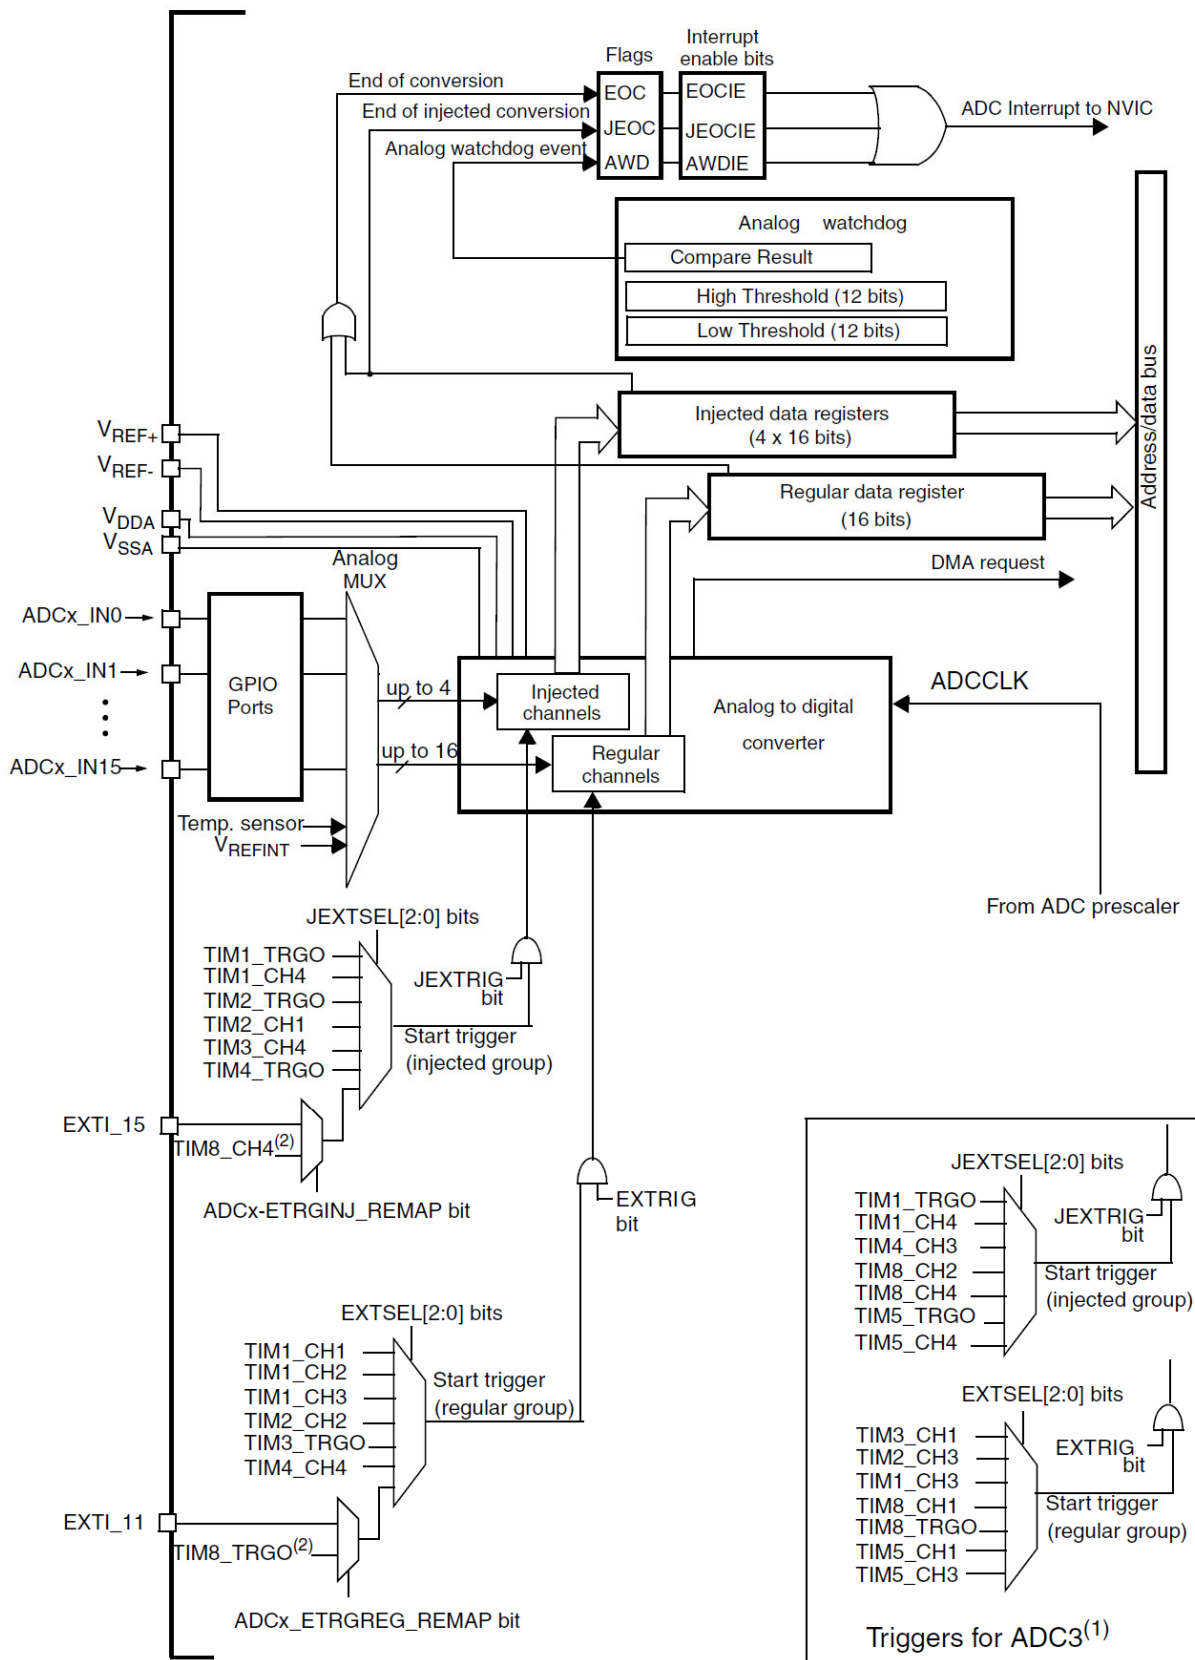 Flags
Interrupt
enable bits
End of conversion
EOC
EOCIE
End of injected conversion
JEOC
JEOCIE
ADC Interrupt to NVIC
Analog watchdog event
AWD
AWDIE
Analog watchdog
Compare Result
High Threshold (12 bits)
Low Threshold (12 bits)
Address/data bus
Injected data registers
(4 x 16 bits)
Regular data register
(16 bits)
DMA request
VREF+
VREF-
VDDA
VSSA
Analog
MUX
ADCx_IN0
ADCx_IN1
ADCx_IN15
GPIO
Ports
up to 4
up to 16
Injected
channels
Regular
channels
Analog to digital
converter
ADCCLK
Temp. sensor
VREFINT
From ADC prescaler
JEXTSEL[2:0] bits
TIM1_TRGO
TIM1_CH4
TIM2_TRGO
TIM2_CH1
TIM3_CH4
TIM4_TRGO
JEXTRIG
bit
Start trigger
(injected group)
EXTI_15
TIM8_CH4(2)
ADCx-ETRGINJ_REMAP bit
EXTRIG
bit
EXTSEL[2:0] bits
TIM1_CH1
TIM1_CH2
TIM1_CH3
TIM2_CH2
TIM3_TRGO
TIM4_CH4
Start trigger
(regular group)
EXTI_11
TIM8_TRGO(2)
ADCx_ETRGREG_REMAP bit
JEXTSEL[2:0] bits
TIM1_TRGO
TIM1_CH4
TIM4_CH3
TIM8_CH2
TIM8_CH4
TIM5_TRGO
TIM5_CH4
JEXTRIG
bit
Start trigger
(injected group)
EXTSEL[2:0] bits
TIM3_CH1
TIM2_CH3
TIM1_CH3
TIM8_CH1
TIM8_TRGO
TIM5_CH1
TIM5_CH3
EXTRIG
bit
Start trigger
(regular group)
Triggers for ADC3(1)